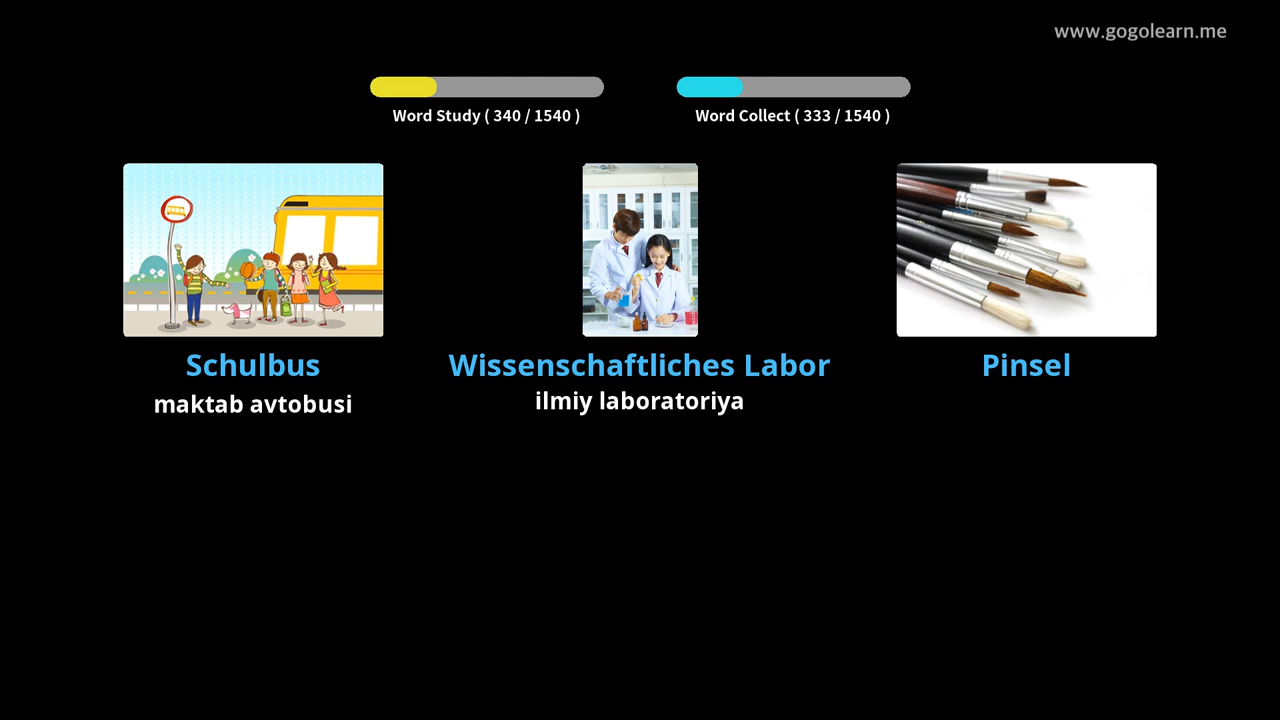 www.gogolearn.me
Word Study ( 340 / 1540 )
Word Collect ( 333 / 1540 )
Schulbus
Wissenschaftliches Labor
Pinsel
maktab avtobusi
ilmiy laboratoriya